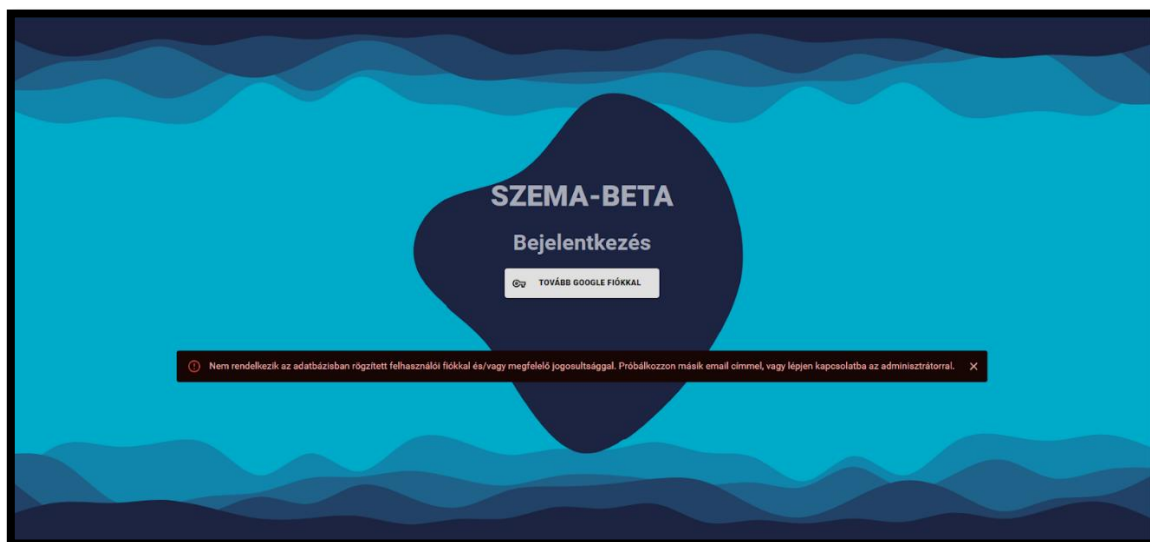 SZEMA-BETA
Bejelentkezés
TOVÁBB GOOGLE FIÓKKAL
Nem rendelkezik az adatbázisban rögzített felhasználói fiókkal és/vagy megfelelő jogosultsággal. Próbálkozzon másik email címmel, vagy lépjen kapcsolatba az adminisztrátorral.